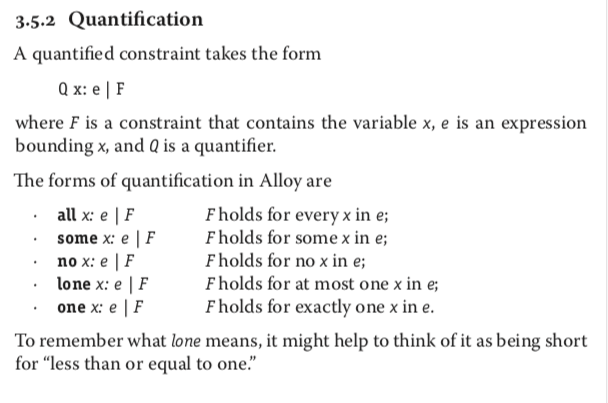 3.5.2 Quantification
A quantified constraint takes the form
Q x: e | F
where F is a constraint that contains the variable x, e is an expression
bounding x, and Q is a quantifier.
The forms of quantification in Alloy are
· all x: e | F F holds for every x in e;
· some x: e | F F holds for some x in e;
· no x: e | F F holds for no x in e;
· lone x: e | F F holds for at most one x in e;
· one x: e | F F holds for exactly one x in e.
To remember what lone means, it might help to think of it as being short
for “less than or equal to one.”